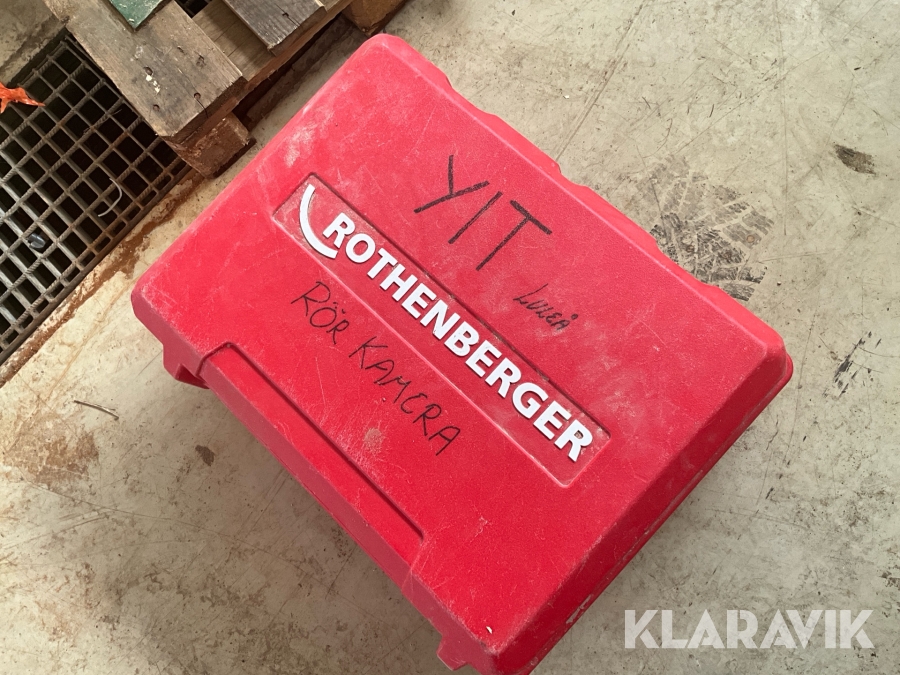 YIT
LULEÅ
ROTHENBERGER
RÖR KAMERA
KLARAVIK